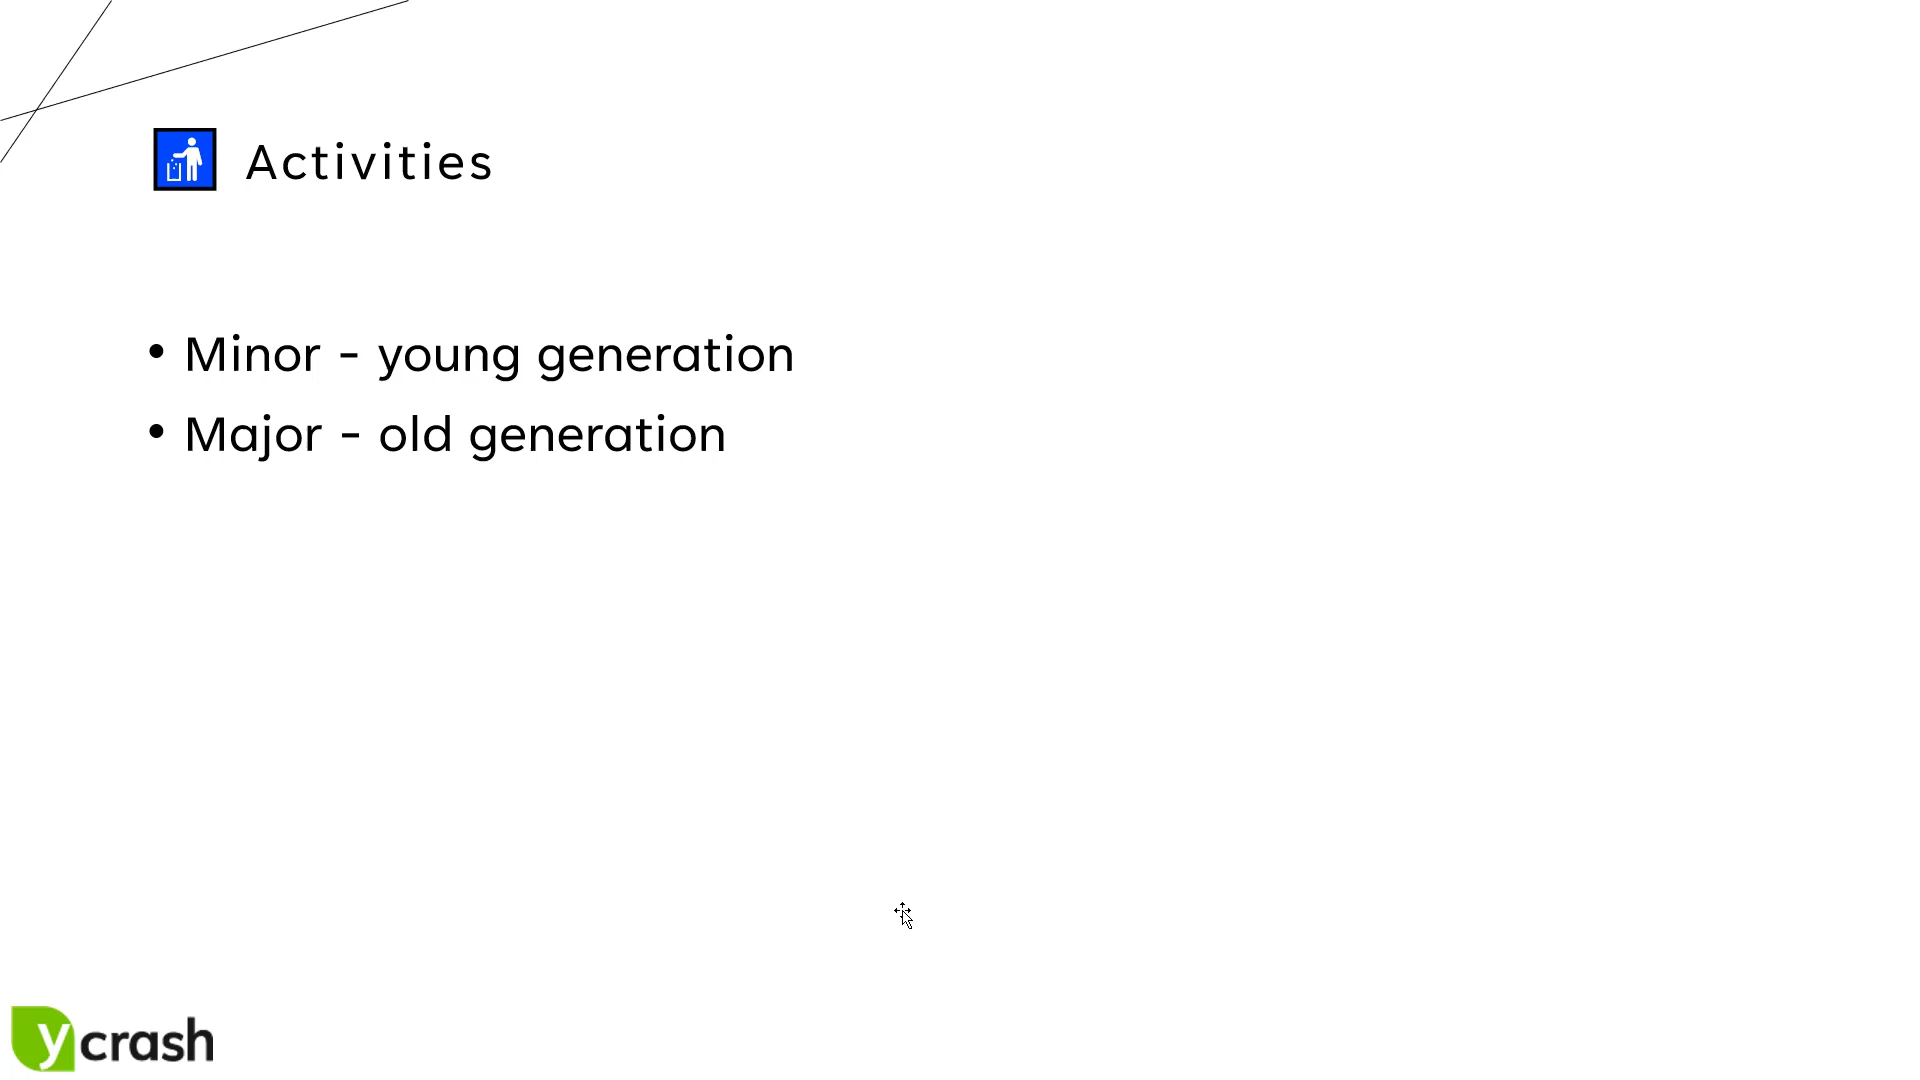 Activities
• Minor - young generation
• Major - old generation
ycrash